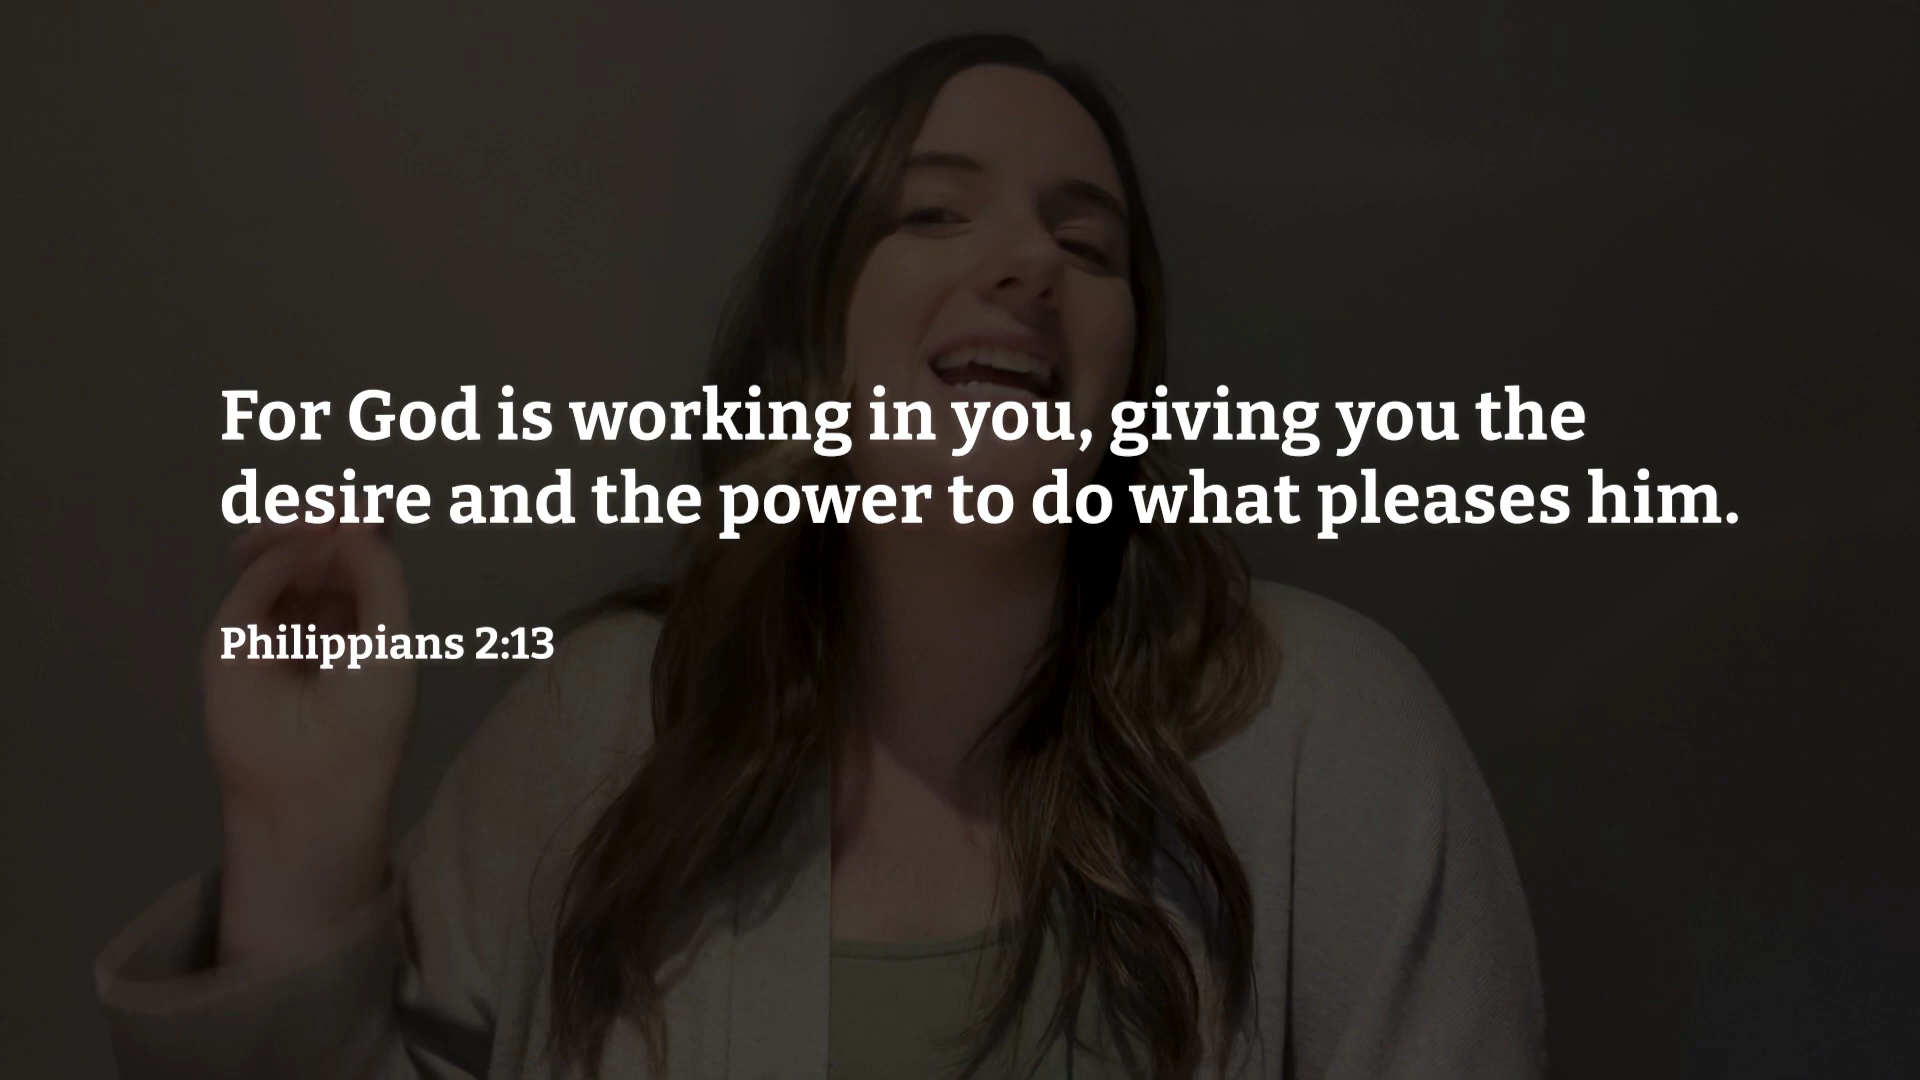 For God is working in you, giving you the
desire and the power to do what pleases him.
Philippians 2:13